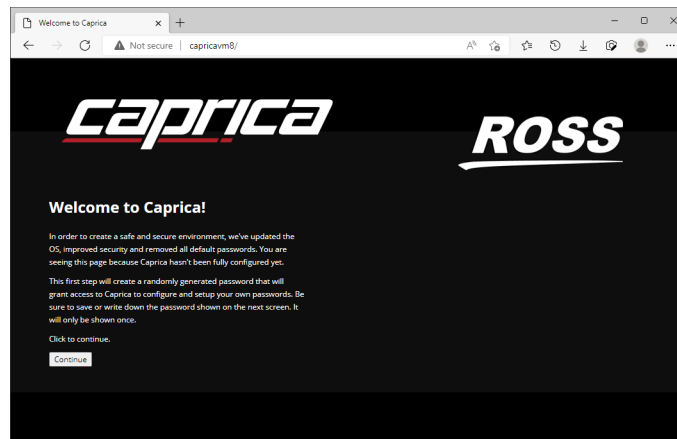 Welcome to Caprica
Not secure
capricavm8/
caprica
ROSS
Welcome to Caprica!
In order to create a safe and secure environment, we've updated the
OS, improved security and removed all default passwords. You are
seeing this page because Caprica hasn't been fully configured yet.
This first step will create a randomly generated password that will
grant access to Caprica to configure and setup your own passwords. Be
sure to save or write down the password shown on the next screen. It
will only be shown once.
Click to continue.
Continue